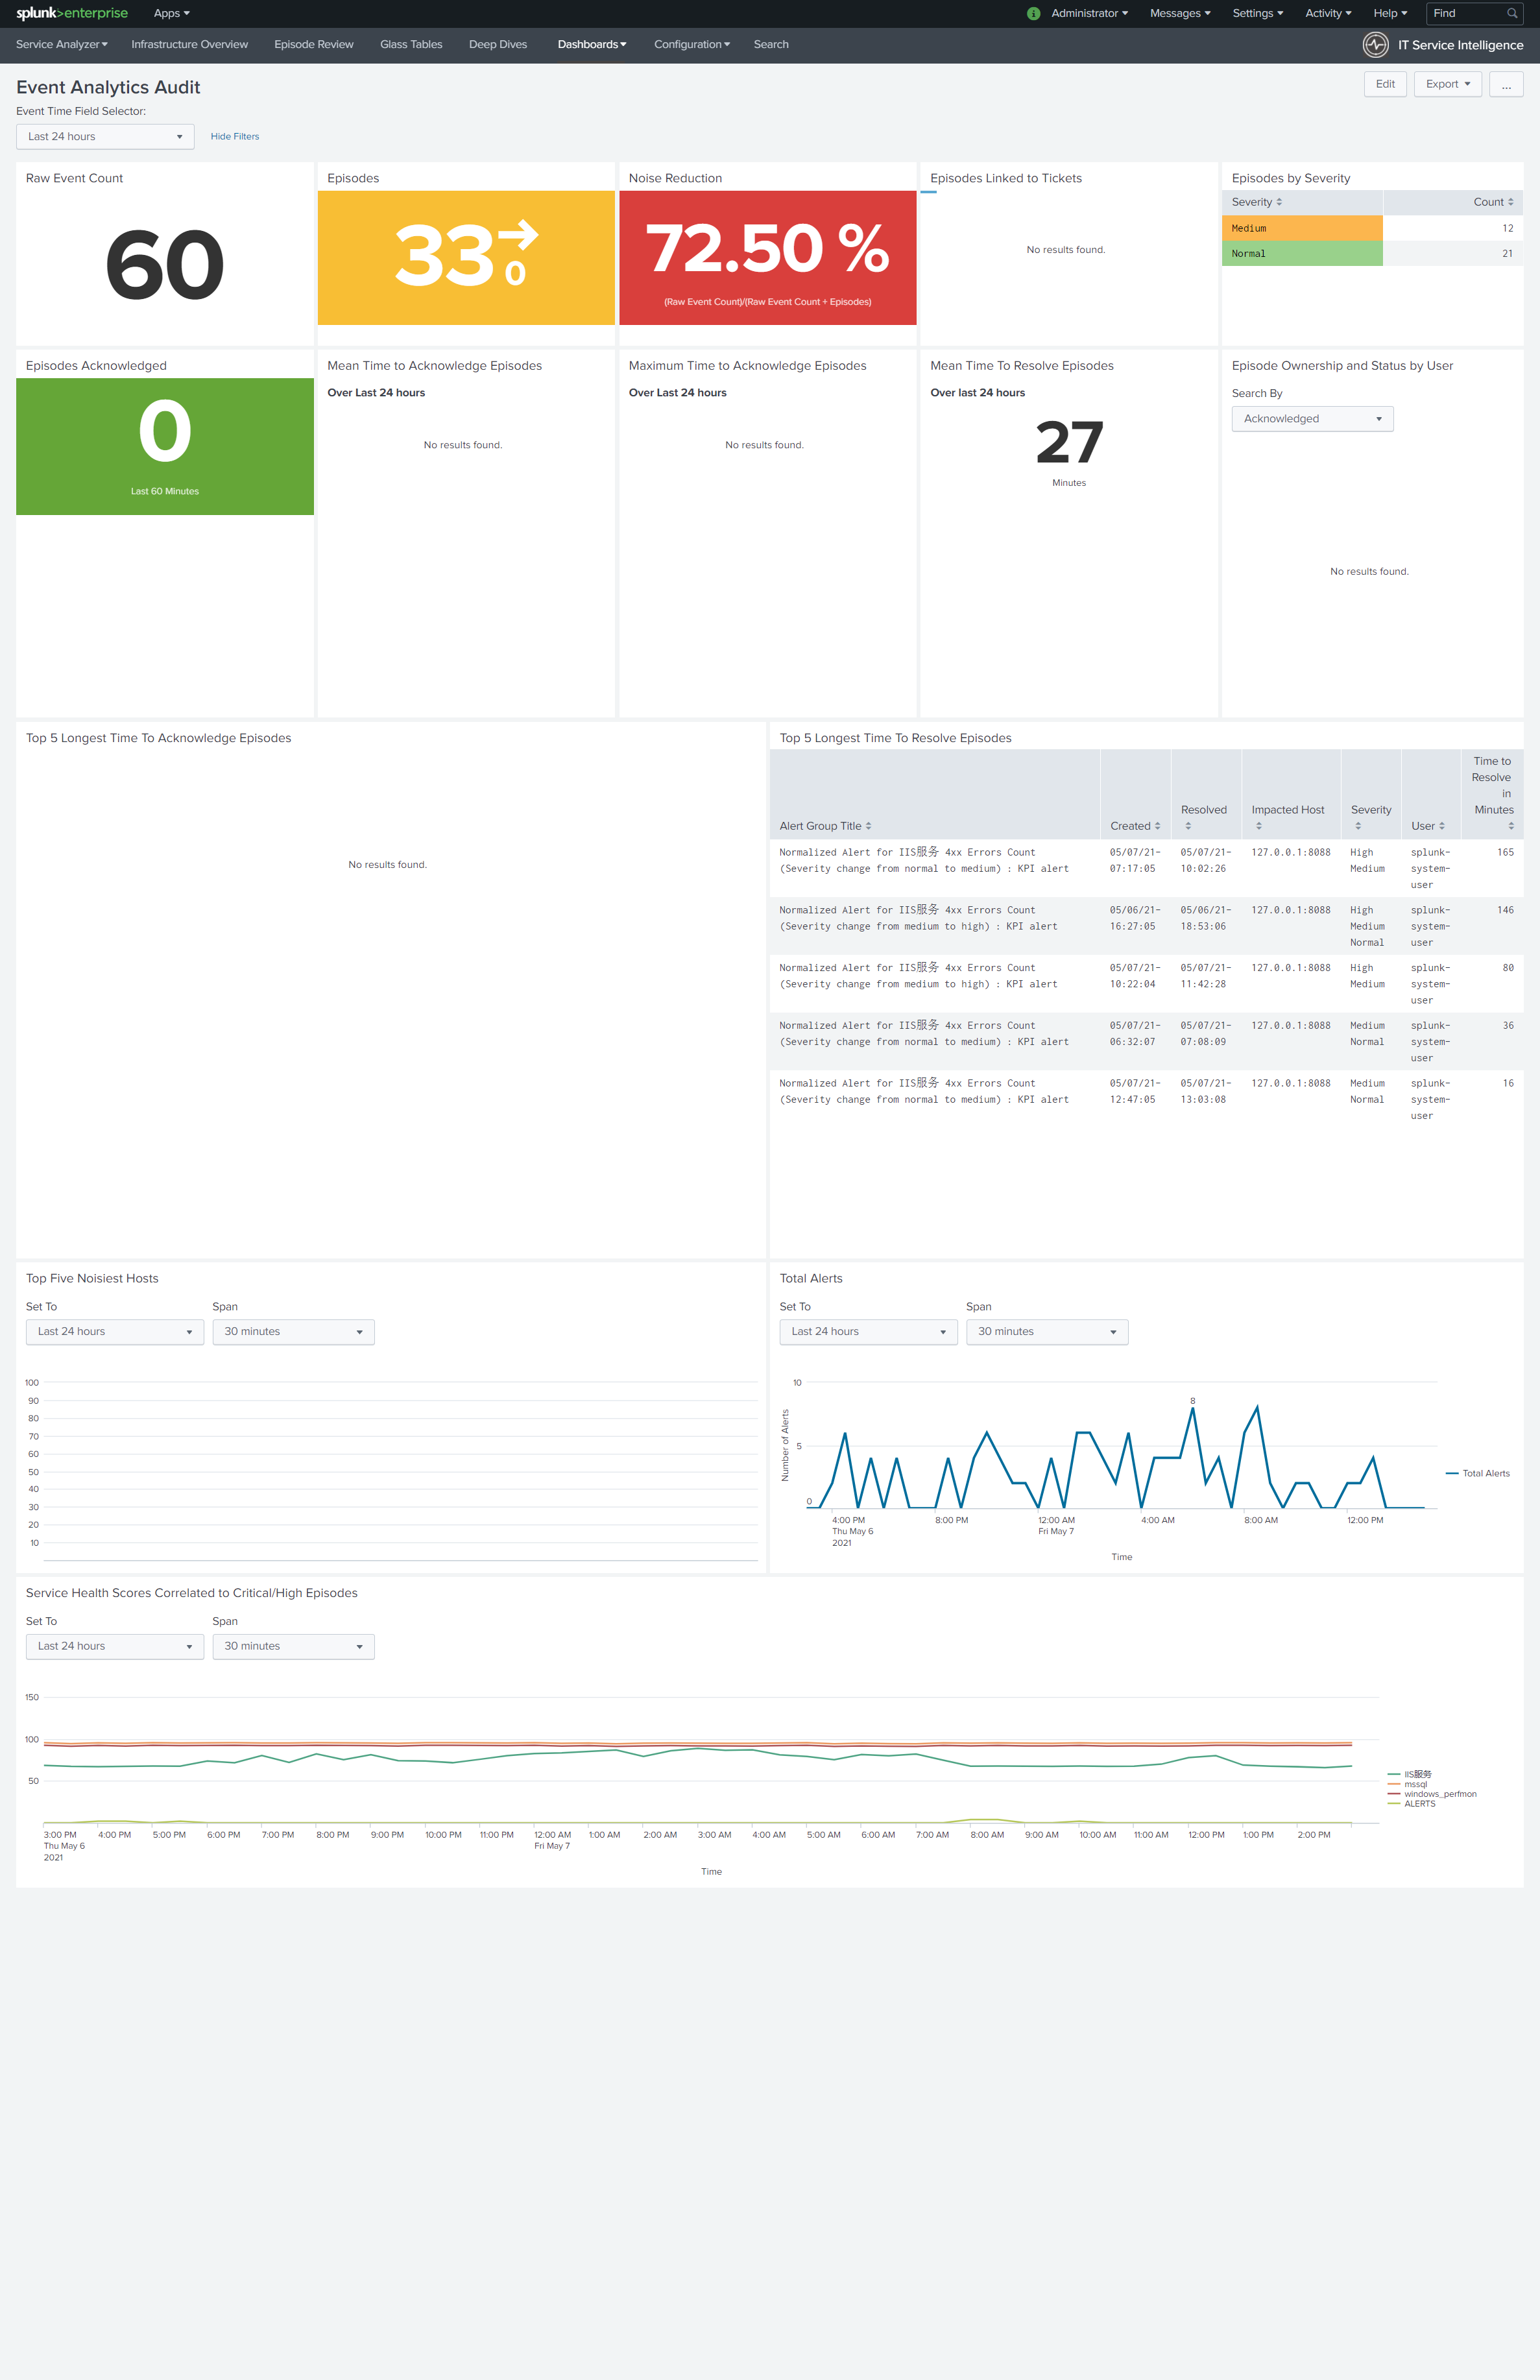 splunk>enterprise Apps Administrator Messages Settings Activity Help Find
Service Analyzer Infrastructure Overview Episode Review Glass Tables Deep Dives Dashboards Configuration Search IT Service Intelligence
Event Analytics Audit
Edit Export ...
Event Time Field Selector:
Last 24 hours Hide Filters
Raw Event Count
60
Episodes
33
0
Noise Reduction
72.50 %
(Raw Event Count)/(Raw Event Count + Episodes)
Episodes Linked to Tickets
No results found.
Episodes by Severity
Severity Count
Medium 12
Normal 21
Episodes Acknowledged
0
Last 60 Minutes
Mean Time to Acknowledge Episodes
Over Last 24 hours
No results found.
Maximum Time to Acknowledge Episodes
Over Last 24 hours
No results found.
Mean Time To Resolve Episodes
Over last 24 hours
27
Minutes
Episode Ownership and Status by User
Search By
Acknowledged
No results found.
Top 5 Longest Time To Acknowledge Episodes
No results found.
Top 5 Longest Time To Resolve Episodes
Time to
Resolve
in
Resolved Impacted Host Severity Minutes
Alert Group Title Created User
Normalized Alert for IIS服务 4xx Errors Count 05/07/21- 05/07/21- 127.0.0.1:8088 High splunk- 165
(Severity change from normal to medium) : KPI alert 07:17:05 10:02:26 Medium system-
user
Normalized Alert for IIS服务 4xx Errors Count 05/06/21- 05/06/21- 127.0.0.1:8088 High splunk- 146
(Severity change from medium to high) : KPI alert 16:27:05 18:53:06 Medium system-
Normal user
Normalized Alert for IIS服务 4xx Errors Count 05/07/21- 05/07/21- 127.0.0.1:8088 High splunk- 80
(Severity change from medium to high) : KPI alert 10:22:04 11:42:28 Medium system-
user
Normalized Alert for IIS服务 4xx Errors Count 05/07/21- 05/07/21- 127.0.0.1:8088 Medium splunk- 36
(Severity change from normal to medium) : KPI alert 06:32:07 07:08:09 Normal system-
user
Normalized Alert for IIS服务 4xx Errors Count 05/07/21- 05/07/21- 127.0.0.1:8088 Medium splunk- 16
(Severity change from normal to medium) : KPI alert 12:47:05 13:03:08 Normal system-
user
Top Five Noisiest Hosts
Set To Span
Last 24 hours 30 minutes
100
90
80
70
60
50
40
30
20
10
Total Alerts
Set To Span
Last 24 hours 30 minutes
10
8
5
0
Number of Alerts
Total Alerts
4:00 PM 8:00 PM 12:00 AM 4:00 AM 8:00 AM 12:00 PM
Thu May 6 Fri May 7
2021
Time
Service Health Scores Correlated to Critical/High Episodes
Set To Span
Last 24 hours 30 minutes
150
100
50
IIS服务
mssql
windows_perfmon
ALERTS
3:00 PM 4:00 PM 5:00 PM 6:00 PM 7:00 PM 8:00 PM 9:00 PM 10:00 PM 11:00 PM 12:00 AM 1:00 AM 2:00 AM 3:00 AM 4:00 AM 5:00 AM 6:00 AM 7:00 AM 8:00 AM 9:00 AM 10:00 AM 11:00 AM 12:00 PM 1:00 PM 2:00 PM
Thu May 6 Fri May 7
2021
Time